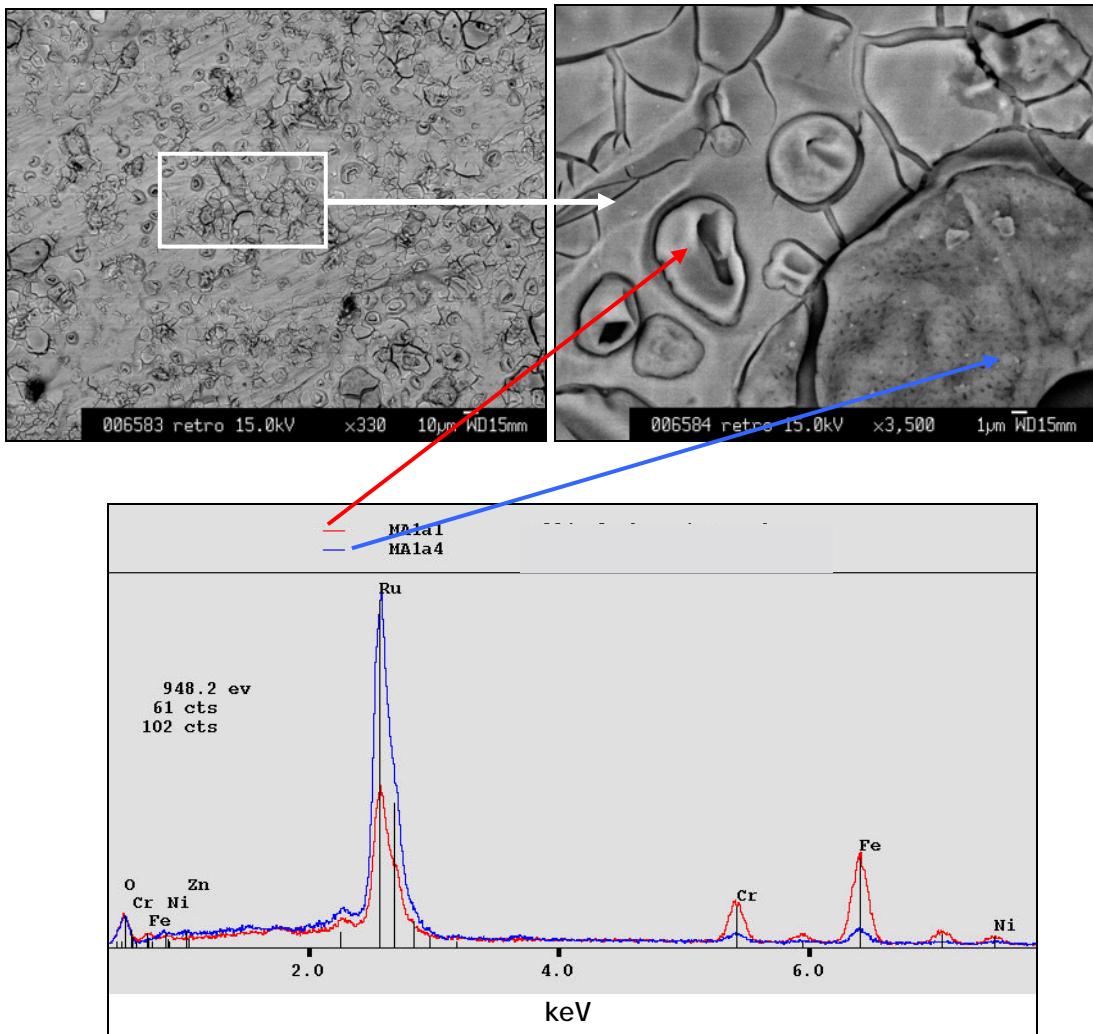 006583 retro 15.0kV ×330 10μm WD15mm
006584 retro 15.0kV ×3,500 1μm WD15mm
MA1a1
MA1a4
Ru
948.2 ev
61 cts
102 cts
O
Zn
Cr
Ni
Fe
Cr
Fe
Ni
2.0
4.0
6.0
keV